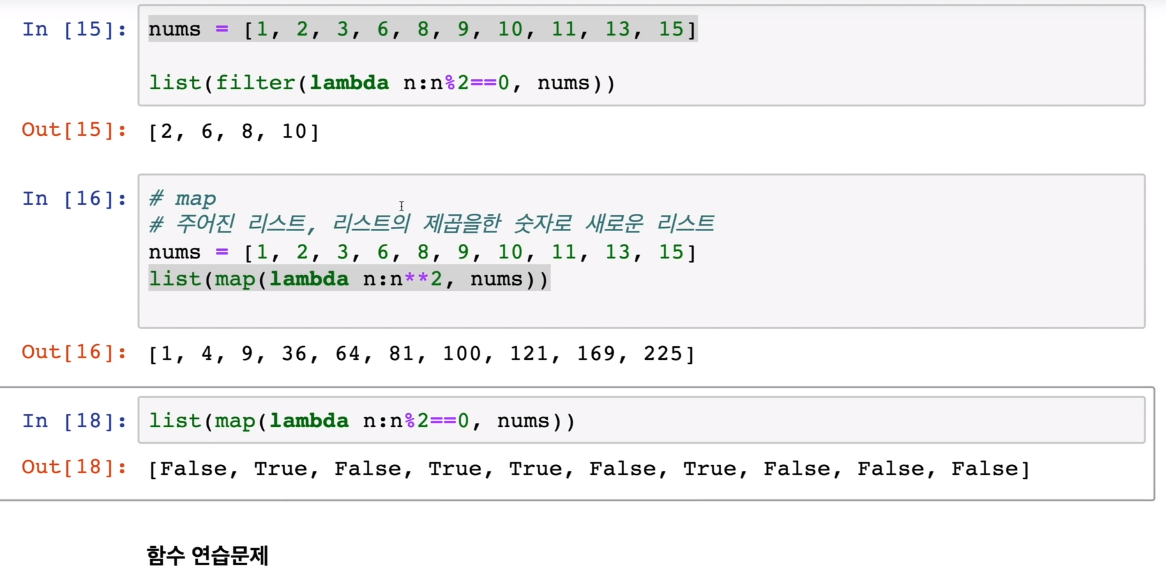 In [15]: nums = [1, 2, 3, 6, 8, 9, 10, 11, 13, 15]
list(filter(lambda n:n%2==0, nums))
Out[15]: [2, 6, 8, 10]
In [16]: # map
# 주어진 리스트, 리스트의 제곱을한 숫자로 새로운 리스트
nums = [1, 2, 3, 6, 8, 9, 10, 11, 13, 15]
list(map(lambda n:n**2, nums))
Out[16]: [1, 4, 9, 36, 64, 81, 100, 121, 169, 225]
In [18]: list(map(lambda n:n%2==0, nums))
Out[18]: [False, True, False, True, True, False, True, False, False, False]
함수 연습문제